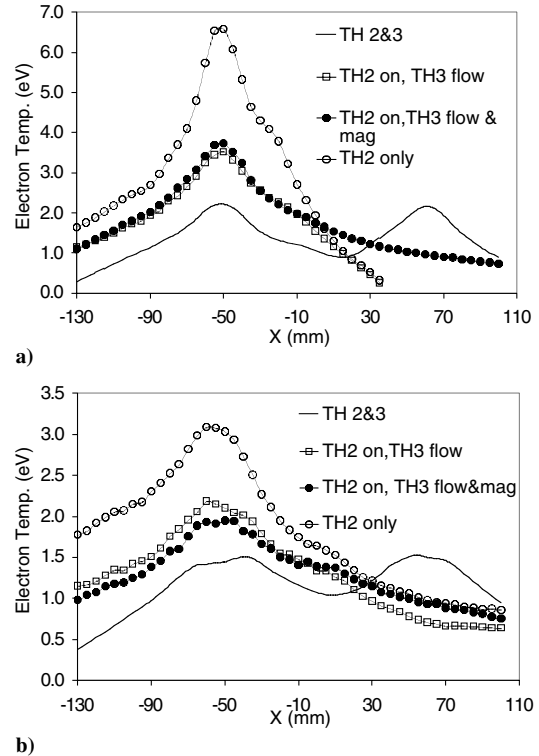 7.0
6.0
5.0
4.0
3.0
2.0
1.0
0.0
Electron Temp. (eV)
TH 2&3
TH2 on, TH3 flow
TH2 on,TH3 flow &
mag
TH2 only
-130 -90 -50 -10 30 70 110
X (mm)
a)
3.5
3.0
2.5
2.0
1.5
1.0
0.5
0.0
Electron Temp. (eV)
TH 2&3
TH2 on,TH3 flow
TH2 on, TH3 flow&mag
TH2 only
-130 -90 -50 -10 30 70 110
X (mm)
b)